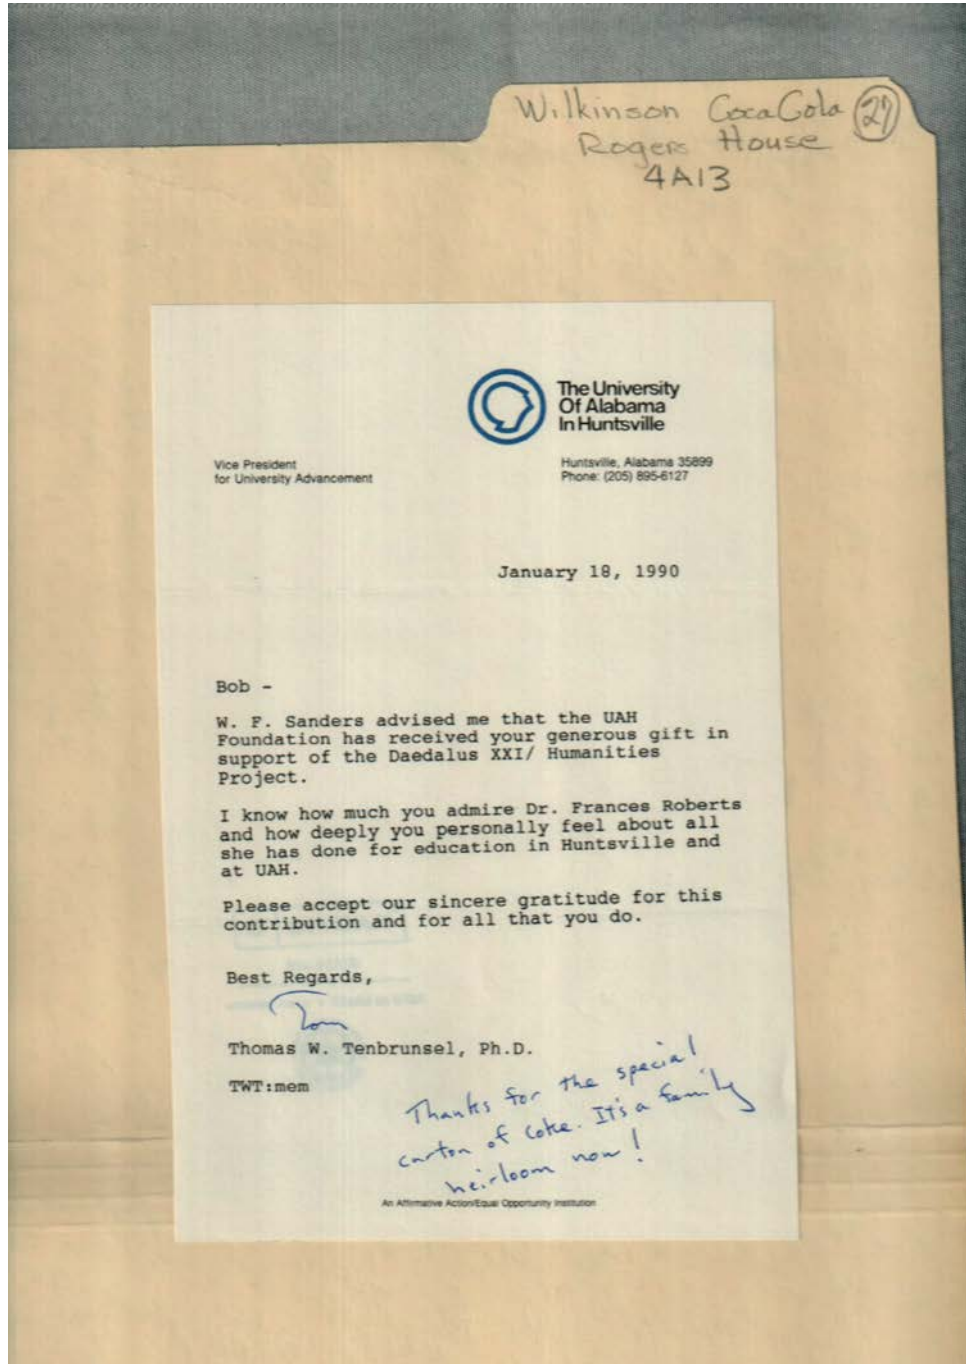 Wilkinson CocaCola 27
Rogers House
4A13
The University
Of Alabama
In Huntsville
Vice President
for University Advancement
Huntsville, Alabama 35899
Phone: (205) 895-6127
January 18, 1990
Bob -
W. F. Sanders advised me that the UAH
Foundation has received your generous gift in
support of the Daedalus XXI/ Humanities
Project.
I know how much you admire Dr. Frances Roberts
and how deeply you personally feel about all
she has done for education in Huntsville and
at UAH.
Please accept our sincere gratitude for this
contribution and for all that you do.
Best Regards,
Tom
Thomas W. Tenbrunsel, Ph.D.
TWT:mem
Thanks for the special
carton of Coke. It's a family
heirloom now!
An Affirmative Action/Equal Opportunity Institution